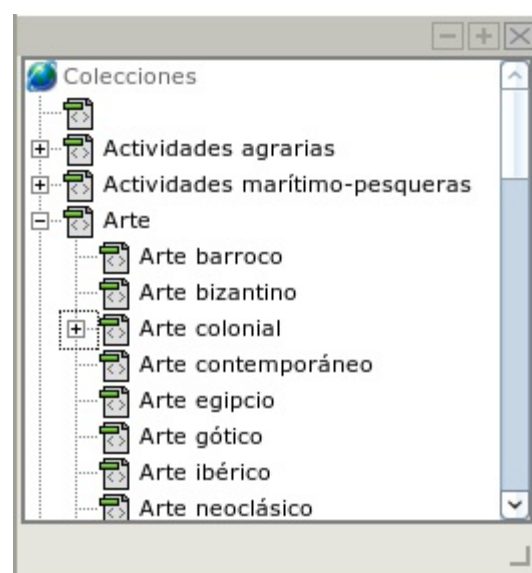 Colecciones
Actividades agrarias
Actividades marítimo-pesqueras
Arte
Arte barroco
Arte bizantino
Arte colonial
Arte contemporáneo
Arte egipcio
Arte gótico
Arte ibérico
Arte neoclásico